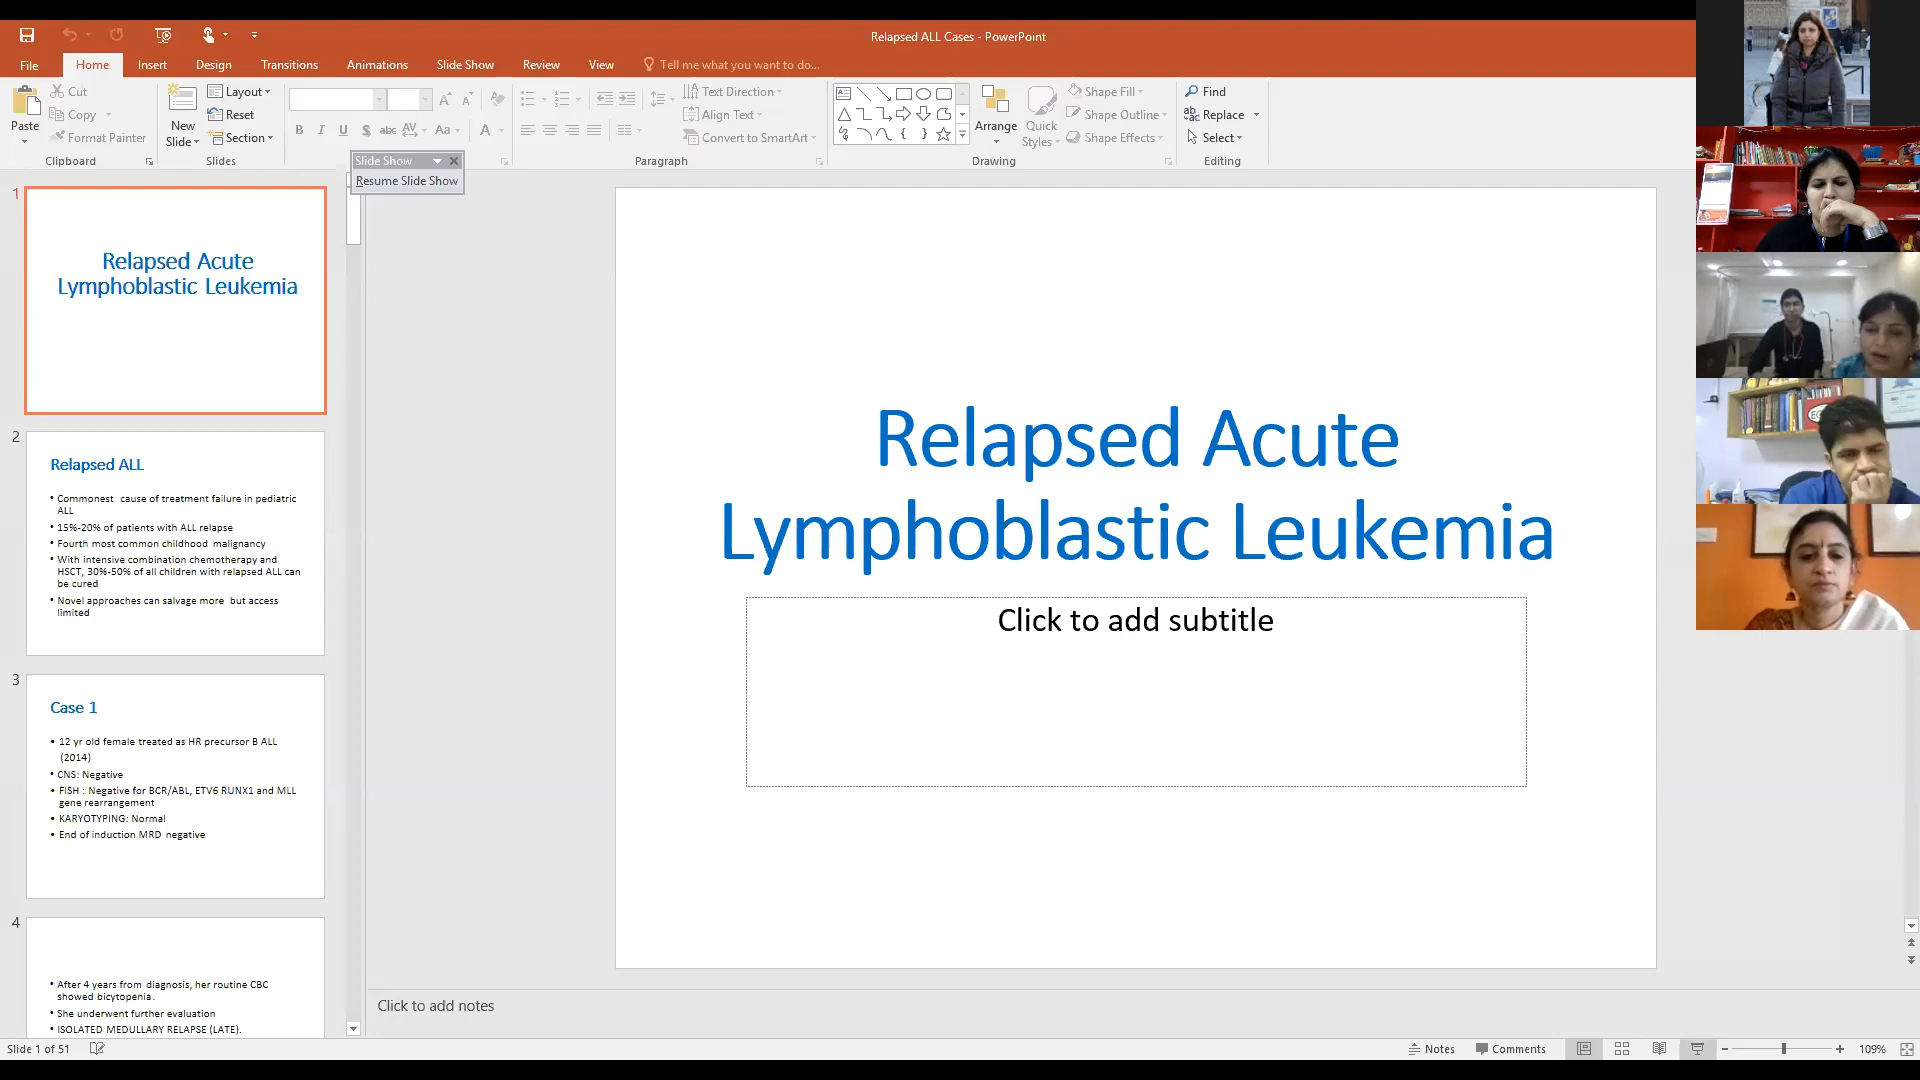 Relapsed ALL Cases - PowerPoint
File
Home
Insert
Design
Transitions
Animations
Slide Show
Review
View
Tell me what you want to do...
Paste
Cut
Copy
Format Painter
Clipboard
New
Slide
Layout
Reset
Section
Slides
B I U S abc AV Aa A
Text Direction
Align Text
Convert to SmartArt
Paragraph
Arrange
Quick
Styles
Shape Fill
Shape Outline
Shape Effects
Drawing
Find
Replace
Select
Editing
Slide Show
Resume Slide Show
1
Relapsed Acute
Lymphoblastic Leukemia
2
Relapsed ALL
• Commonest cause of treatment failure in pediatric
ALL
• 15%-20% of patients with ALL relapse
• Fourth most common childhood malignancy
• With intensive combination chemotherapy and
HSCT, 30%-50% of all children with relapsed ALL can
be cured
• Novel approaches can salvage more but access
limited
3
Case 1
• 12 yr old female treated as HR precursor B ALL
(2014)
• CNS: Negative
• FISH : Negative for BCR/ABL, ETV6 RUNX1 and MLL
gene rearrangement
• KARYOTYPING: Normal
• End of induction MRD negative
4
• After 4 years from diagnosis, her routine CBC
showed bicytopenia.
• She underwent further evaluation
• ISOLATED MEDULLARY RELAPSE (LATE).
Relapsed Acute
Lymphoblastic Leukemia
Click to add subtitle
Click to add notes
Slide 1 of 51
Notes
Comments
109%